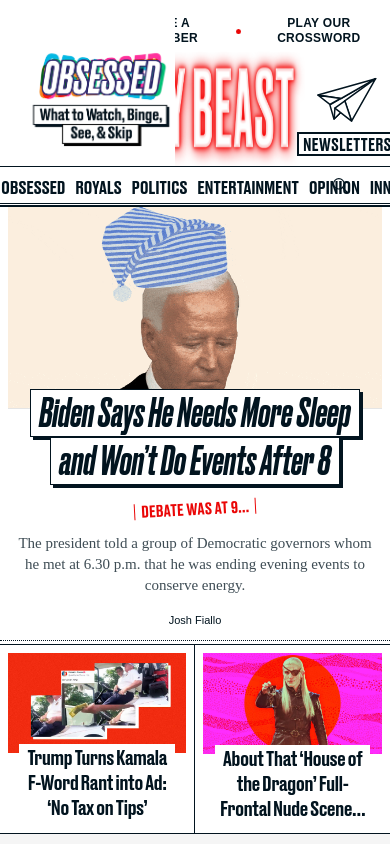 E A
BER
PLAY OUR
CROSSWORD
OBSESSED
What to Watch, Binge,
See, & Skip
Y BEAST
NEWSLETTERS
OBSESSED ROYALS POLITICS ENTERTAINMENT OPINION INN
Biden Says He Needs More Sleep
and Won't Do Events After 8
DEBATE WAS AT 9...
The president told a group of Democratic governors whom
he met at 6.30 p.m. that he was ending evening events to
conserve energy.
Josh Fiallo
Trump Turns Kamala
F-Word Rant into Ad:
‘No Tax on Tips’
About That ‘House of
the Dragon’ Full-
Frontal Nude Scene...